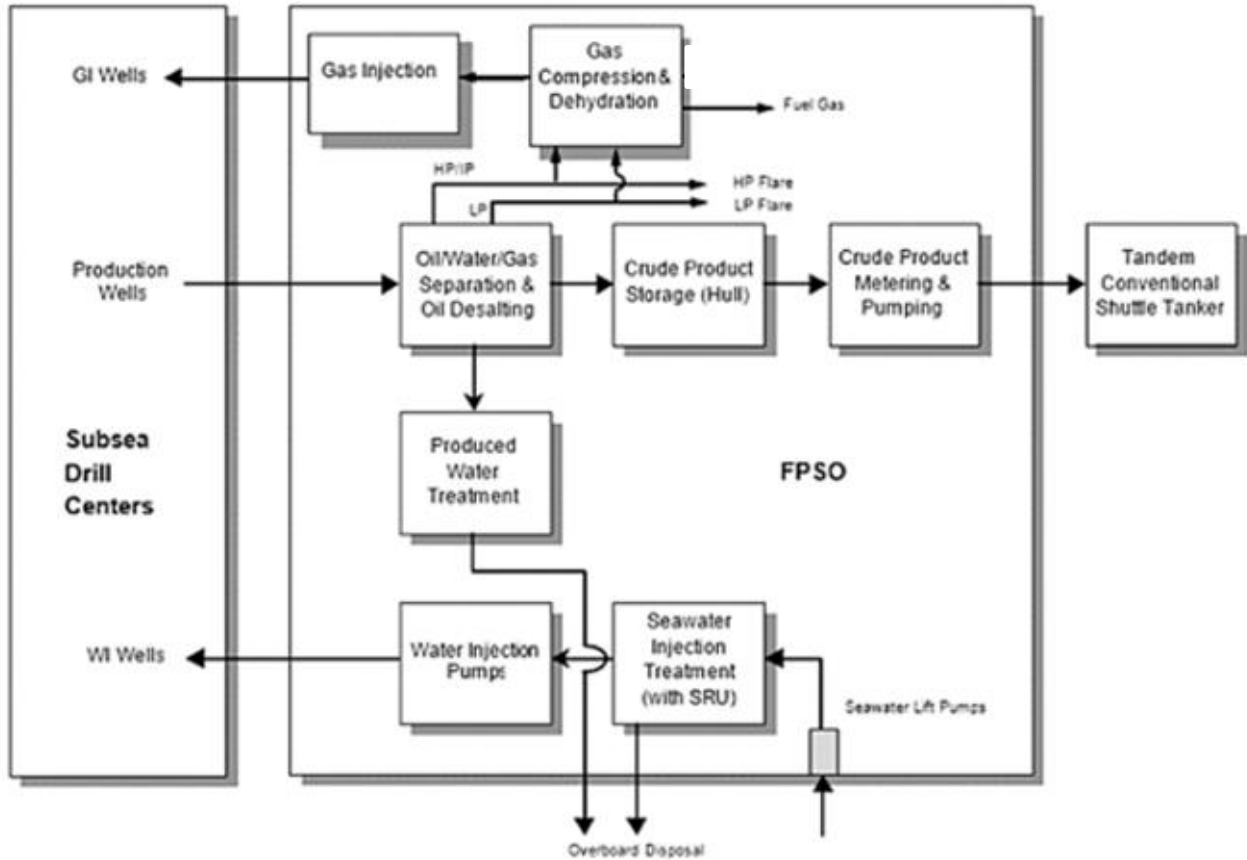 GI Wells
Gas Injection
Gas
Compression &
Dehydration
Fuel Gas
HP/IP
HP Flare
LP
LP Flare
Production
Wells
Oil/Water/Gas
Separation &
Oil Desalting
Crude Product
Storage (Hull)
Crude Product
Metering &
Pumping
Tandem
Conventional
Shuttle Tanker
Subsea
Drill
Centers
Produced
Water
Treatment
FPSO
WI Wells
Water Injection
Pumps
Seawater
Injection
Treatment
(with SRU)
Seawater Lift Pumps
Overboard Disposal